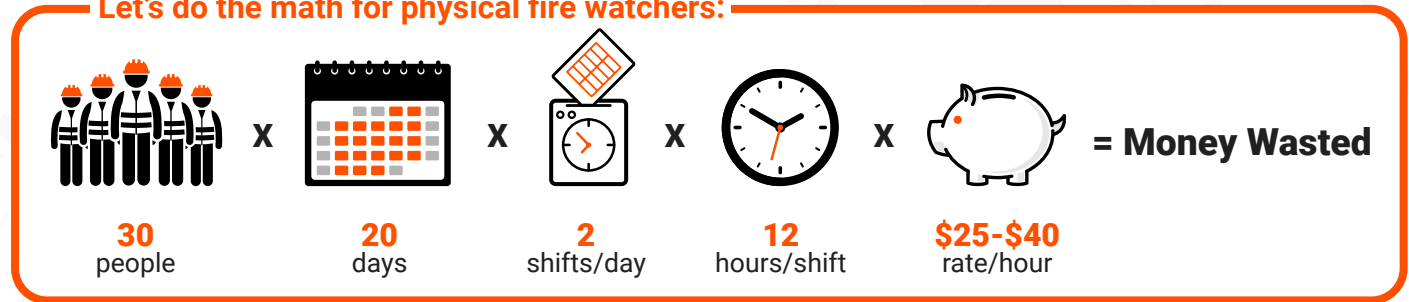 Let's do the math for physical fire watchers:
X X X X = Money Wasted
30 20 2 12 $25-$40
people days shifts/day hours/shift rate/hour